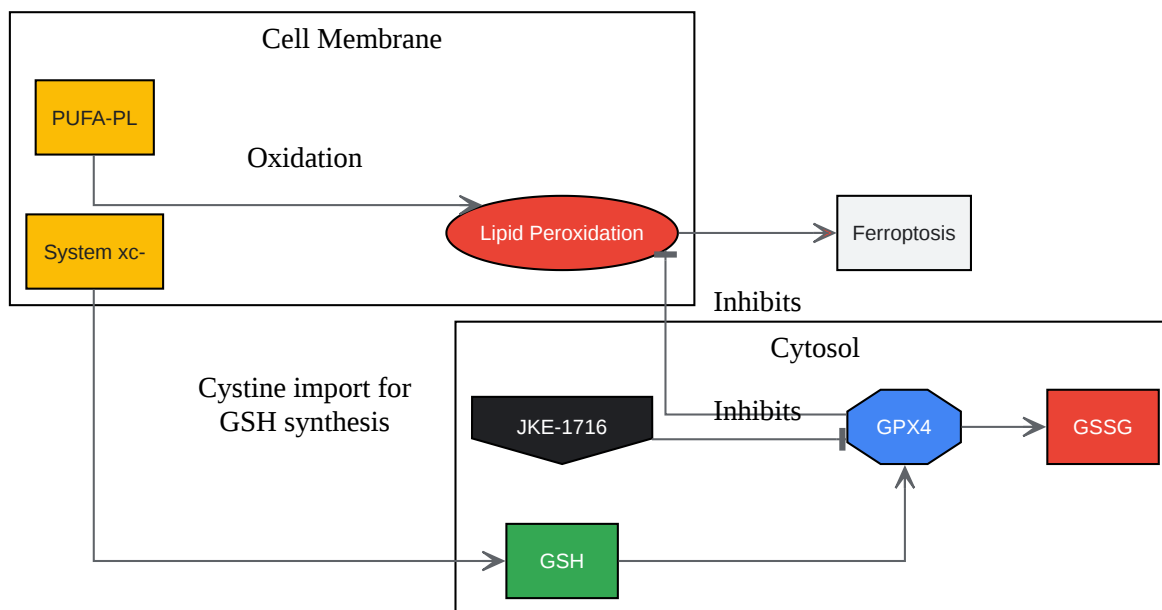 Cell Membrane
PUFA-PL
Oxidation
System xc-
Lipid Peroxidation
Ferroptosis
Inhibits
Cytosol
Cystine import for
GSH synthesis
JKE-1716
Inhibits
GPX4
GSSG
GSH